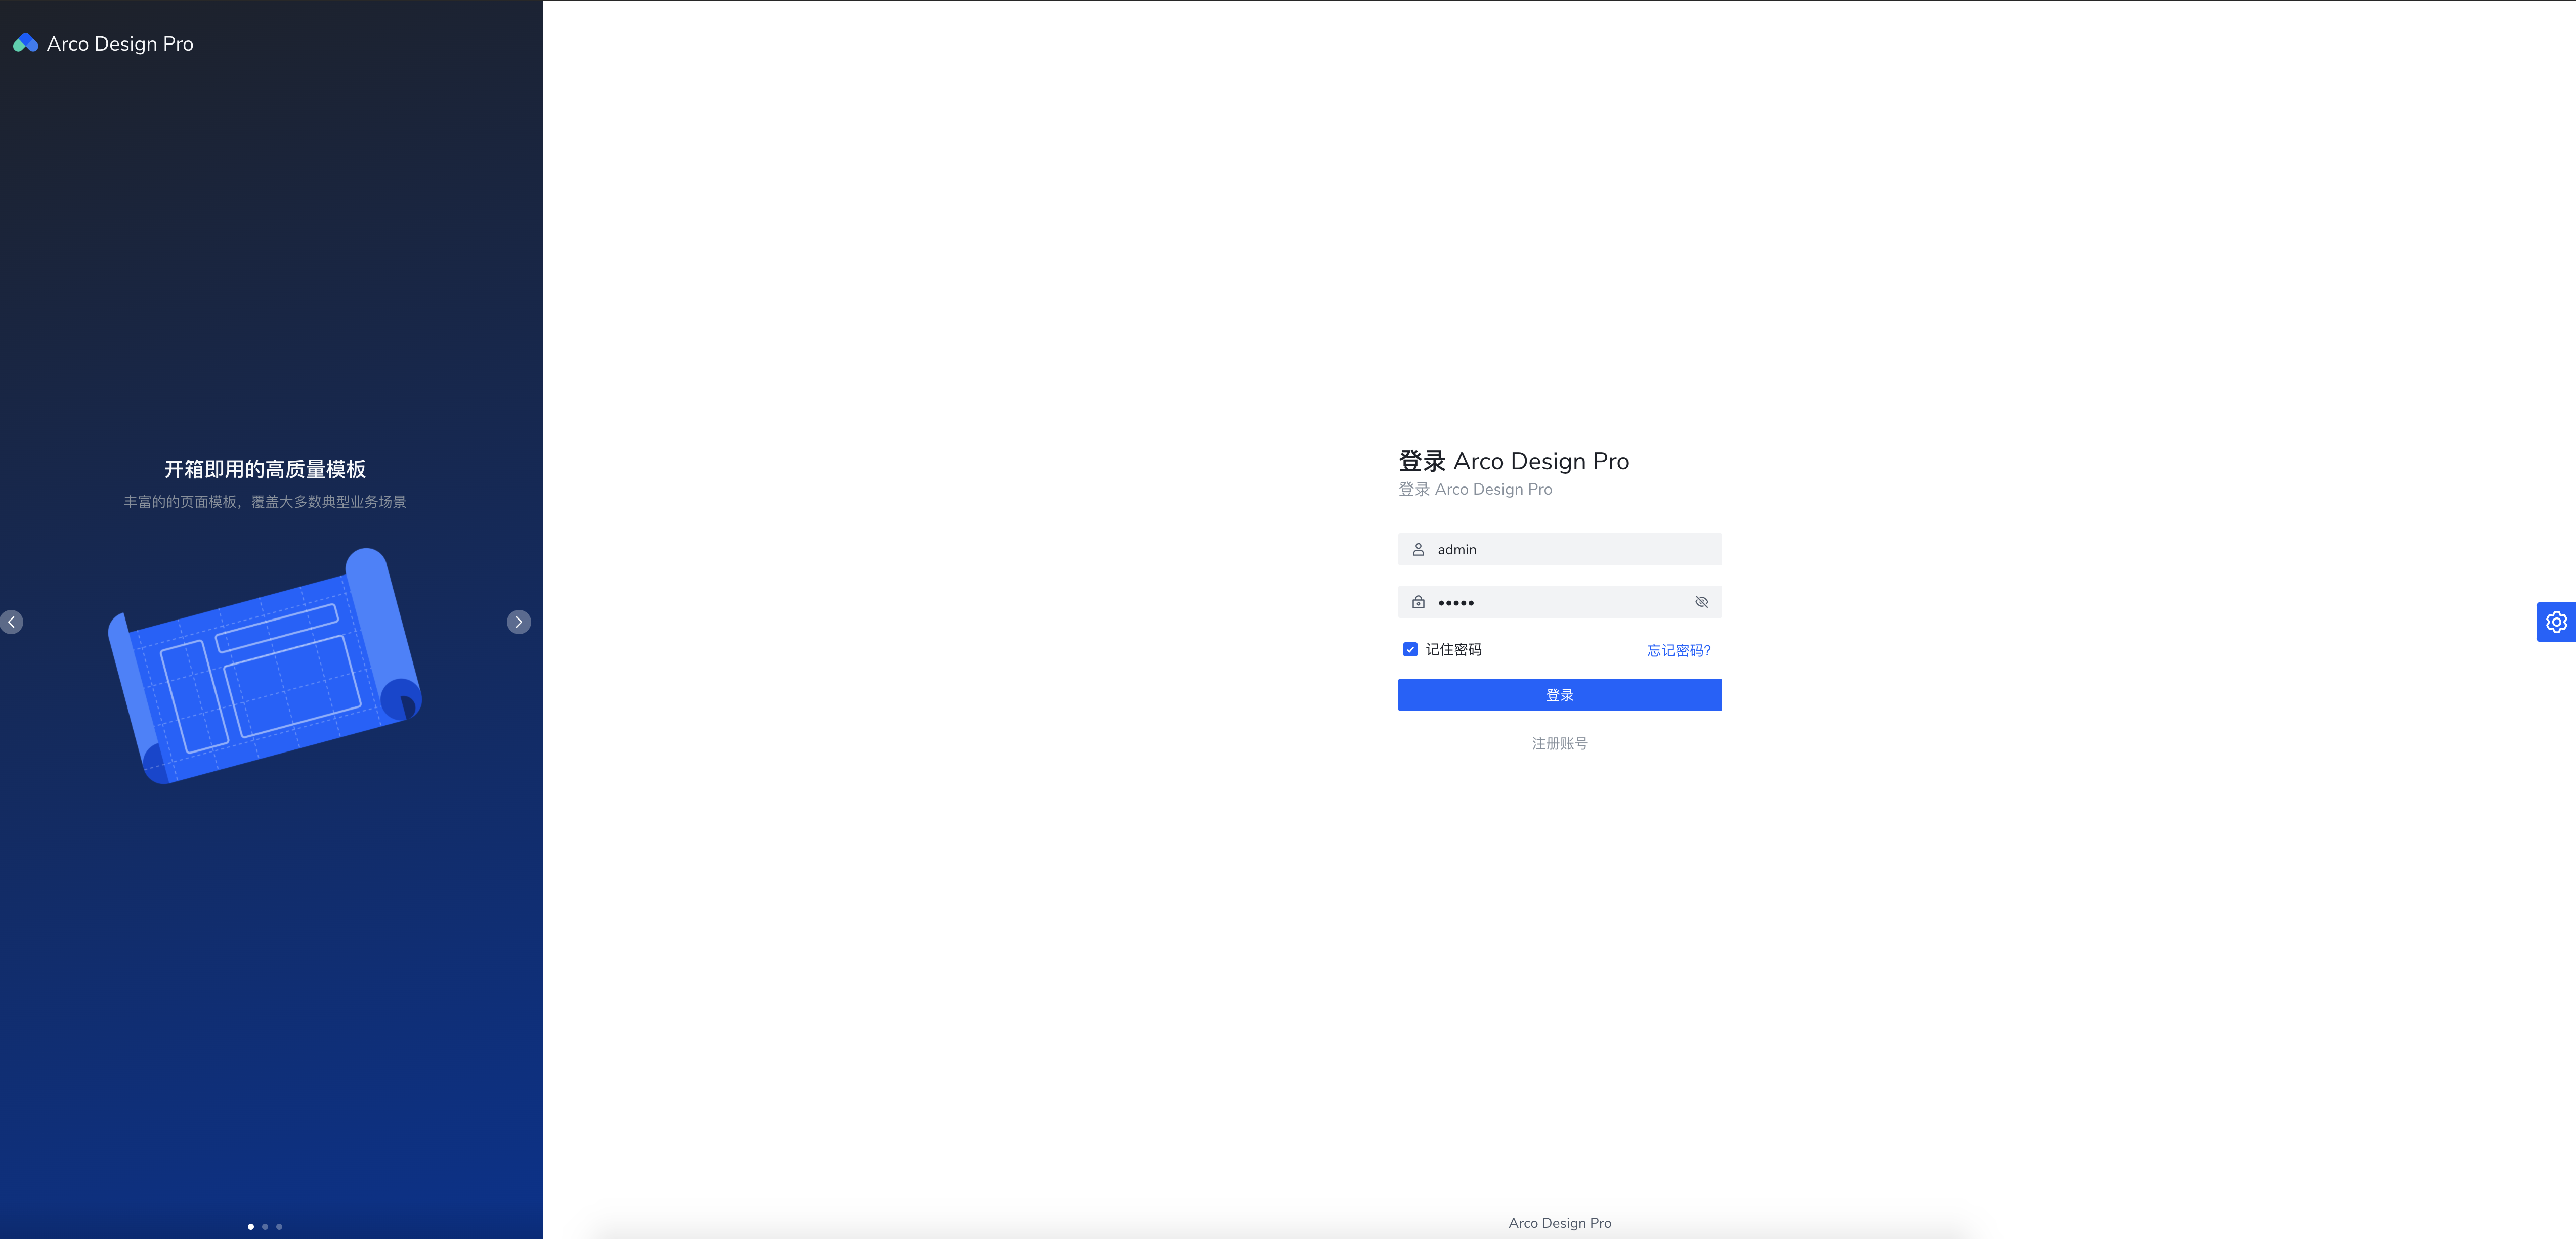 Arco Design Pro
开箱即用的高质量模板
丰富的的页面模板，覆盖大多数典型业务场景
登录 Arco Design Pro
登录 Arco Design Pro
admin
•••••
记住密码
忘记密码?
登录
注册账号
Arco Design Pro